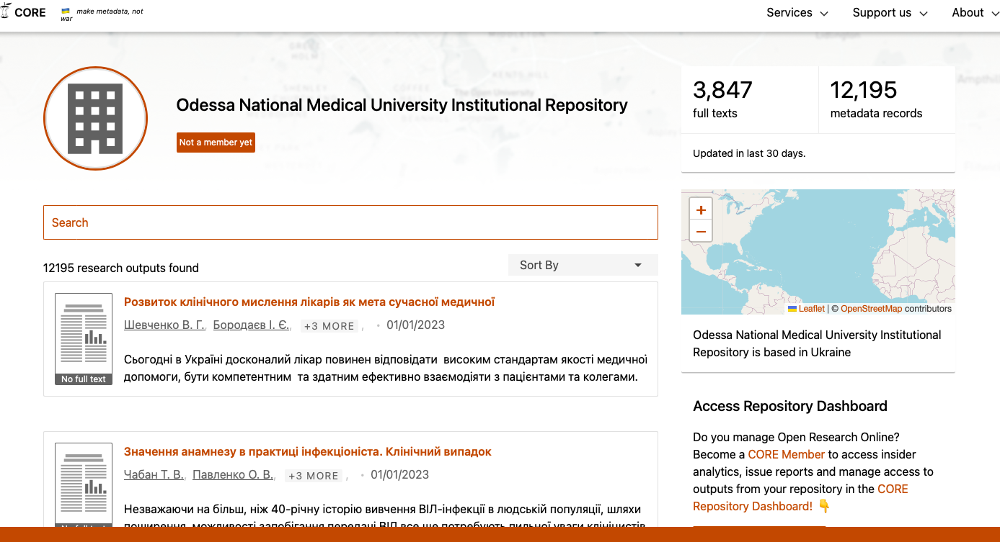 CORE
make metadata, not
war
Services
Support us
About
Odessa National Medical University Institutional Repository
Not a member yet
3,847
full texts
12,195
metadata records
Updated in last 30 days.
Search
12195 research outputs found
Sort By
+
−
Leaflet | © OpenStreetMap contributors
Odessa National Medical University Institutional
Repository is based in Ukraine
No full text
Розвиток клінічного мислення лікарів як мета сучасної медичної
Шевченко В. Г., Бородаєв І. Є., +3 MORE , • 01/01/2023
Сьогодні в Україні досконалий лікар повинен відповідати високим стандартам якості медичної
допомоги, бути компетентним та здатним ефективно взаємодіяти з пацієнтами та колегами.
Значення анамнезу в практиці інфекціоніста. Клінічний випадок
Чабан Т. В., Павленко О. В., +3 MORE , • 01/01/2023
Незважаючи на більш, ніж 40-річну історію вивчення ВІЛ-інфекції в людській популяції, шляхи
поширення, можливості запобігання передачі ВІЛ все ще потребують пильної уваги клініцистів
Access Repository Dashboard
Do you manage Open Research Online?
Become a CORE Member to access insider
analytics, issue reports and manage access to
outputs from your repository in the CORE
Repository Dashboard! 👇